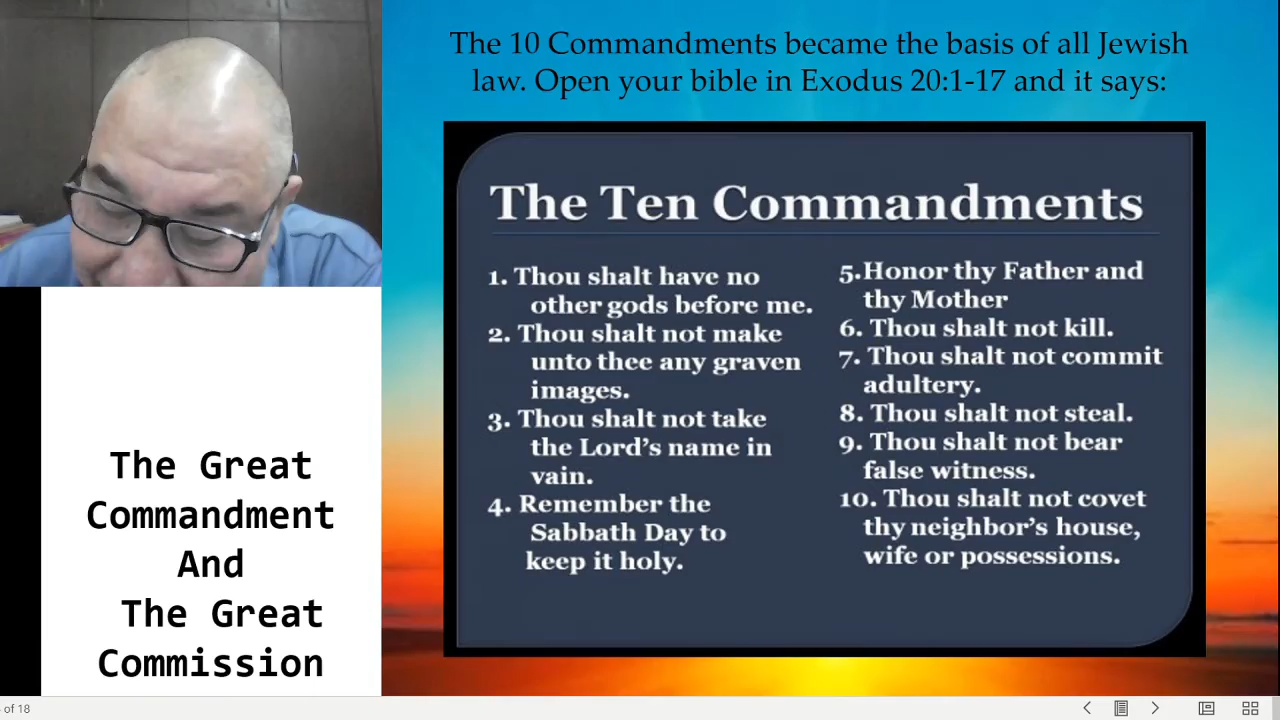 The 10 Commandments became the basis of all Jewish
law. Open your bible in Exodus 20:1-17 and it says:
The Ten Commandments
1. Thou shalt have no
other gods before me.
2. Thou shalt not make
unto thee any graven
images.
3. Thou shalt not take
the Lord's name in
vain.
4. Remember the
Sabbath Day to
keep it holy.
5.Honor thy Father and
thy Mother
6. Thou shalt not kill.
7. Thou shalt not commit
adultery.
8. Thou shalt not steal.
9. Thou shalt not bear
false witness.
10. Thou shalt not covet
thy neighbor's house,
wife or possessions.
The Great
Commandment
And
The Great
Commission
of 18